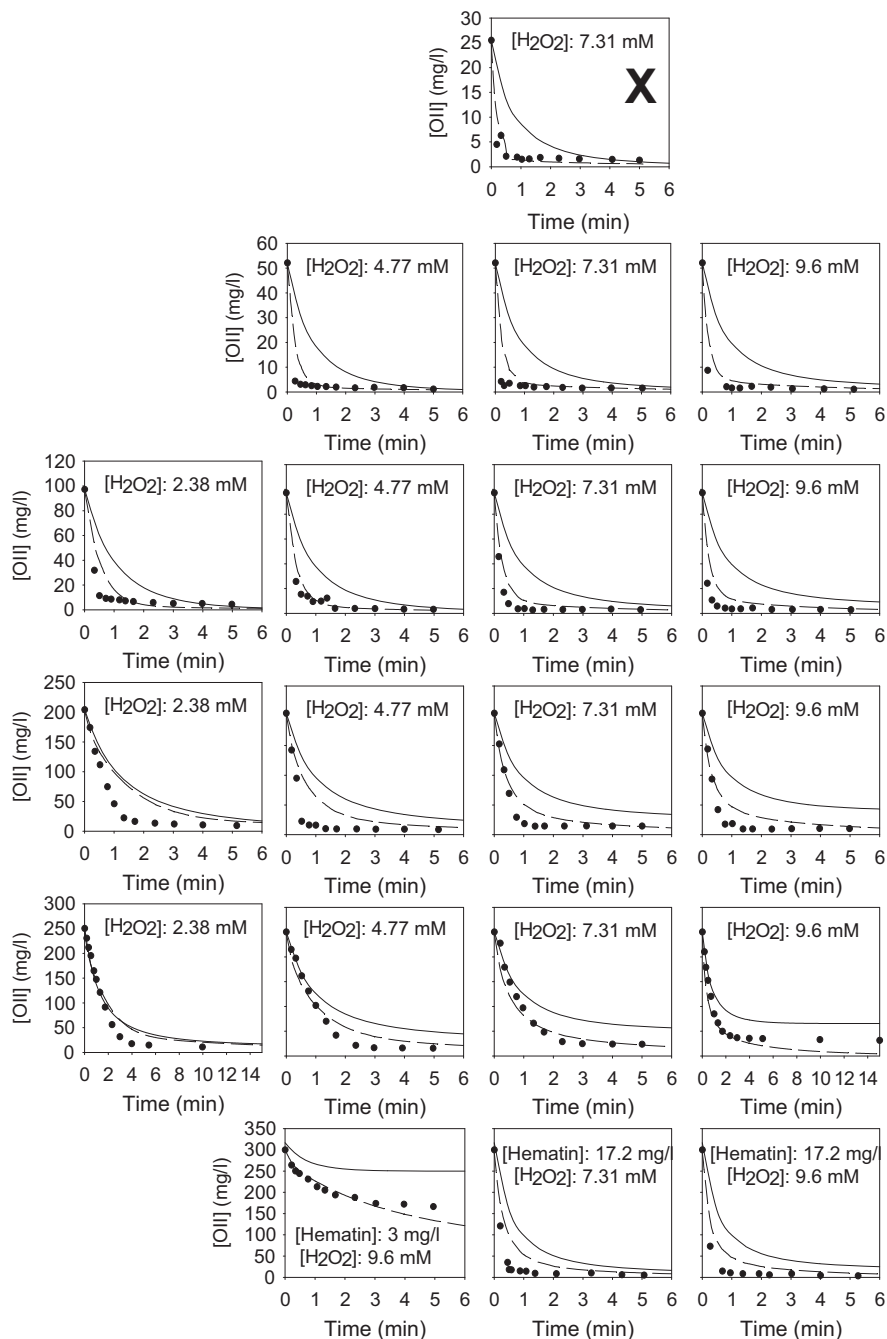 30
25
20
15
10
5
0
[OII] (mg/l)
[H2O2]: 7.31 mM
X
0 1 2 3 4 5 6
Time (min)
60
50
40
30
20
10
0
[OII] (mg/l)
[H2O2]: 4.77 mM
[H2O2]: 7.31 mM
[H2O2]: 9.6 mM
0 1 2 3 4 5 6
0 1 2 3 4 5 6
0 1 2 3 4 5 6
Time (min)
Time (min)
Time (min)
120
100
80
60
40
20
0
[OII] (mg/l)
[H2O2]: 2.38 mM
[H2O2]: 4.77 mM
[H2O2]: 7.31 mM
[H2O2]: 9.6 mM
0 1 2 3 4 5 6
0 1 2 3 4 5 6
0 1 2 3 4 5 6
0 1 2 3 4 5 6
Time (min)
Time (min)
Time (min)
Time (min)
250
200
150
100
50
0
[OII] (mg/l)
[H2O2]: 2.38 mM
[H2O2]: 4.77 mM
[H2O2]: 7.31 mM
[H2O2]: 9.6 mM
0 1 2 3 4 5 6
0 1 2 3 4 5 6
0 1 2 3 4 5 6
0 1 2 3 4 5 6
Time (min)
Time (min)
Time (min)
Time (min)
300
250
200
150
100
50
0
[OII] (mg/l)
[H2O2]: 2.38 mM
[H2O2]: 4.77 mM
[H2O2]: 7.31 mM
[H2O2]: 9.6 mM
0 2 4 6 8 10 12 14
0 1 2 3 4 5 6
0 1 2 3 4 5 6
0 2 4 6 8 10 12 14
Time (min)
Time (min)
Time (min)
Time (min)
350
300
250
200
150
100
50
0
[OII] (mg/l)
[Hematin]: 3 mg/l
[H2O2]: 9.6 mM
[Hematin]: 17.2 mg/l
[H2O2]: 7.31 mM
[Hematin]: 17.2 mg/l
[H2O2]: 9.6 mM
0 1 2 3 4 5 6
0 1 2 3 4 5 6
0 1 2 3 4 5 6
Time (min)
Time (min)
Time (min)